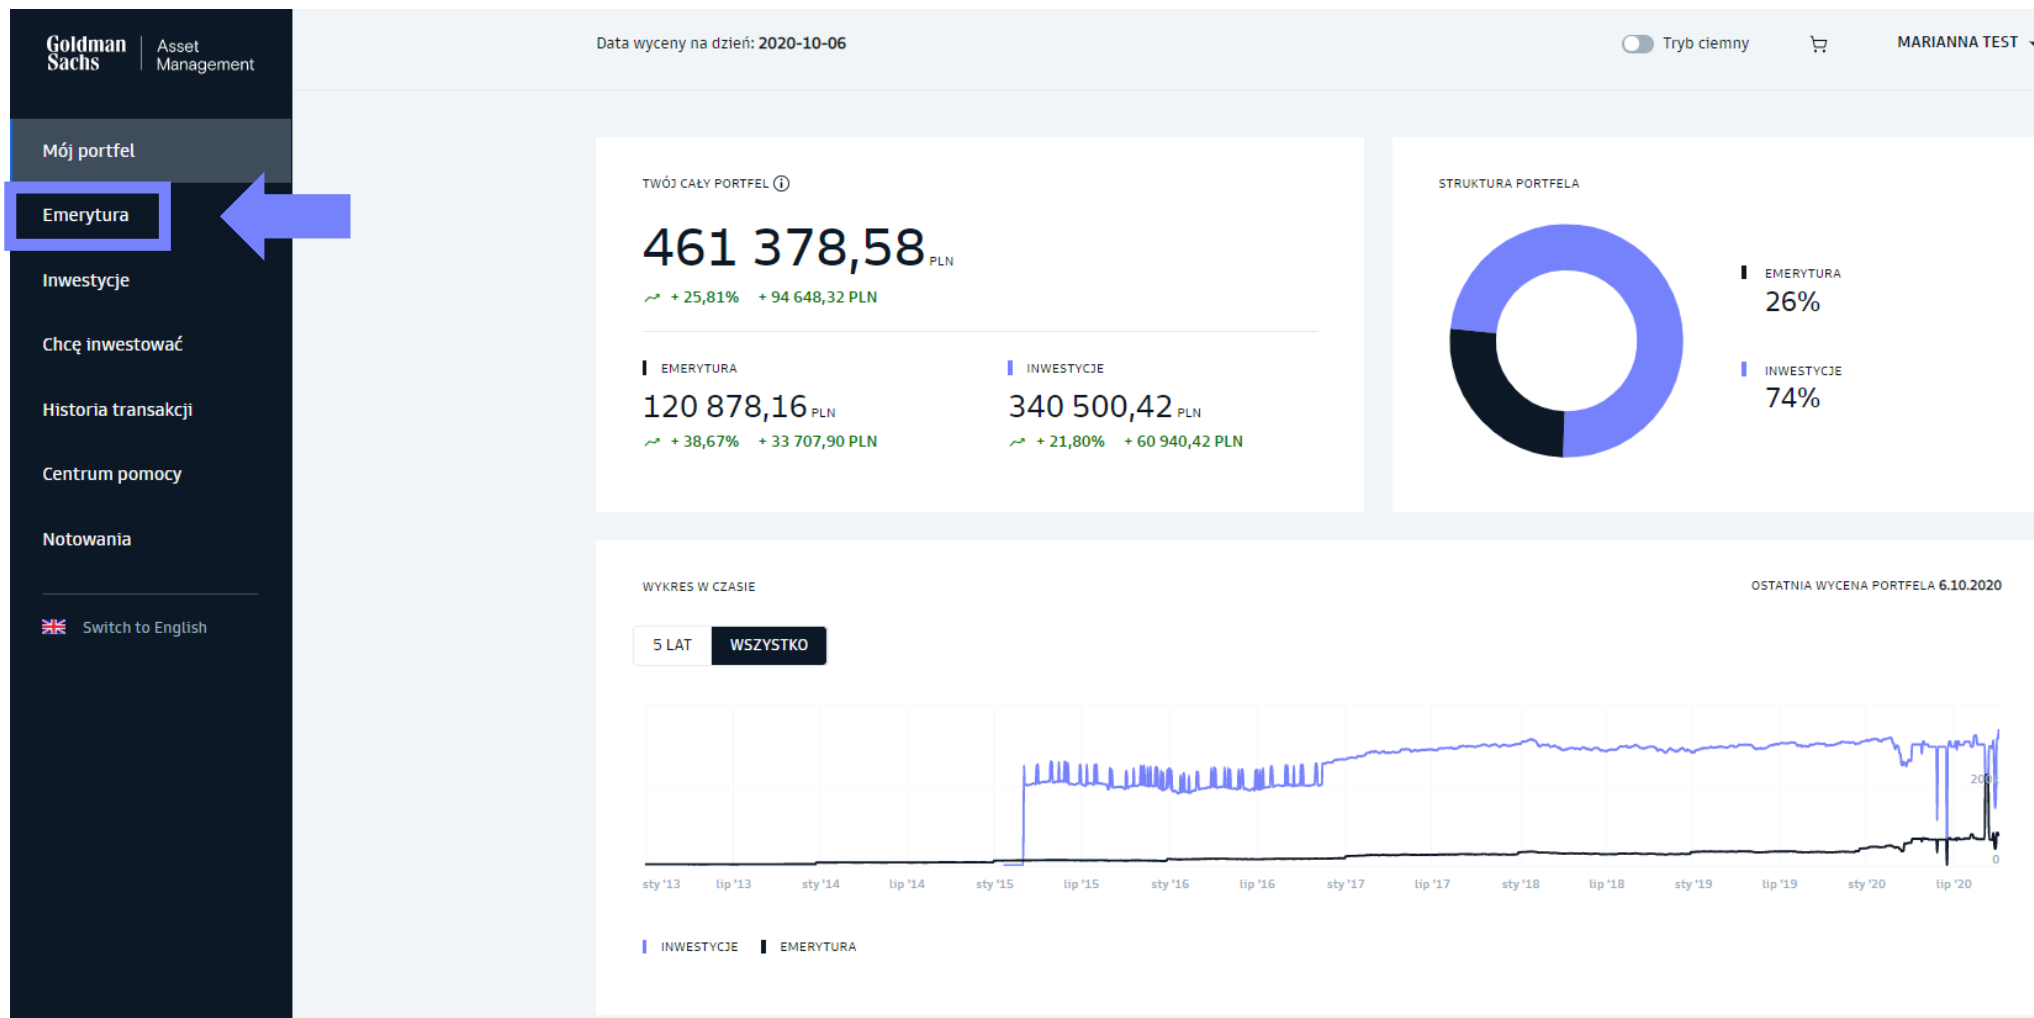 Goldman Sachs
Asset Management
Mój portfel
Emerytura
Inwestycje
Chcę inwestować
Historia transakcji
Centrum pomocy
Notowania
Switch to English
Data wyceny na dzień: 2020-10-06
Tryb ciemny
MARIANNA TEST
TWÓJ CAŁY PORTFEL
461 378,58 PLN
+ 25,81% + 94 648,32 PLN
EMERYTURA
120 878,16 PLN
+ 38,67% + 33 707,90 PLN
INWESTYCJE
340 500,42 PLN
+ 21,80% + 60 940,42 PLN
STRUKTURA PORTFELA
EMERYTURA
26%
INWESTYCJE
74%
WYKRES W CZASIE
OSTATNIA WYCENA PORTFELA 6.10.2020
5 LAT WSZYSTKO
200
0
sty '13 lip '13 sty '14 lip '14 sty '15 lip '15 sty '16 lip '16 sty '17 lip '17 sty '18 lip '18 sty '19 lip '19 sty '20 lip '20
INWESTYCJE EMERYTURA